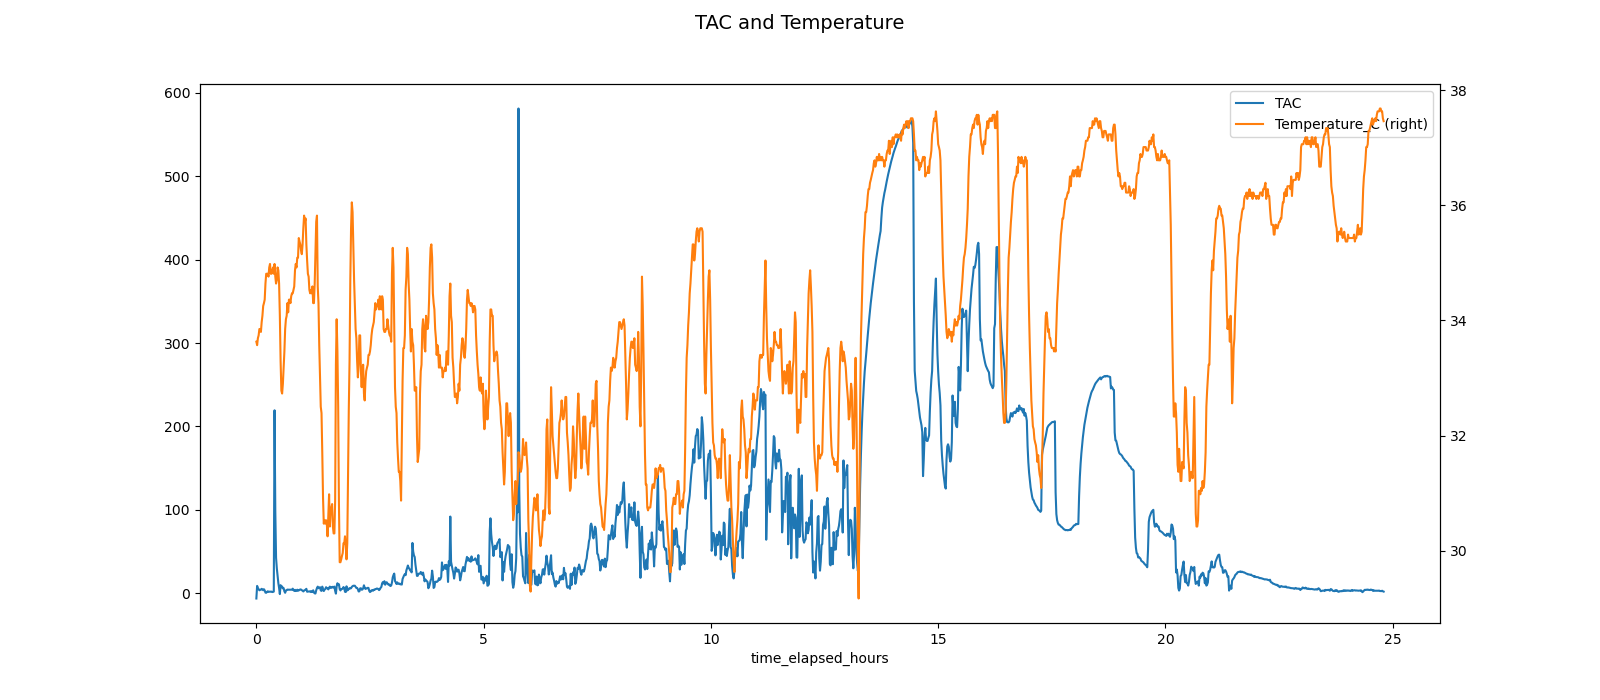 TAC and Temperature
600
500
400
300
200
100
0
38
36
34
32
30
TAC
Temperature_C (right)
0 5 10 15 20 25
time_elapsed_hours